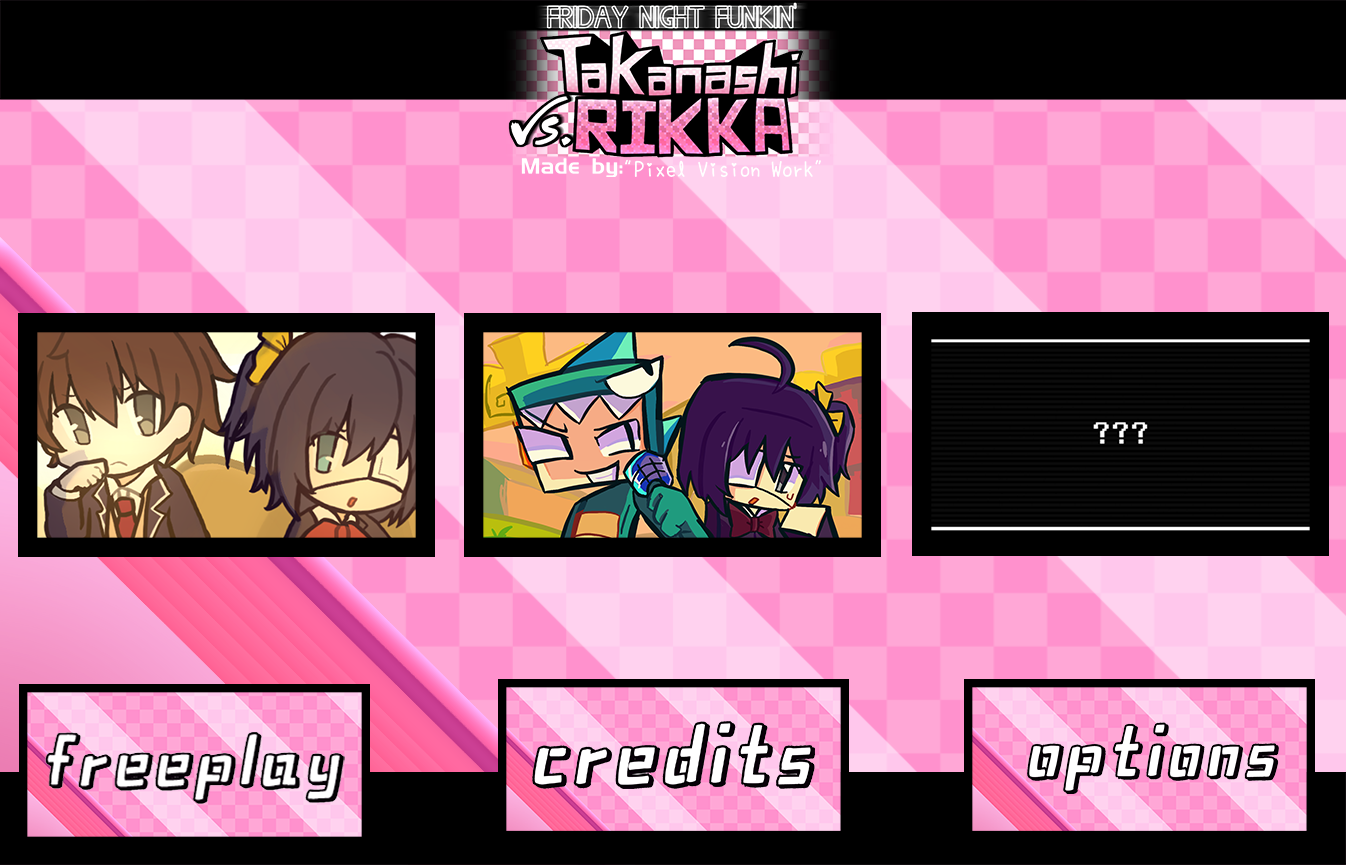 FRIDAY NIGHT FUNKIN'
Takanashi
vs. RIKKA
Made by:"Pixel Vision Work"
???
freeplay
credits
options